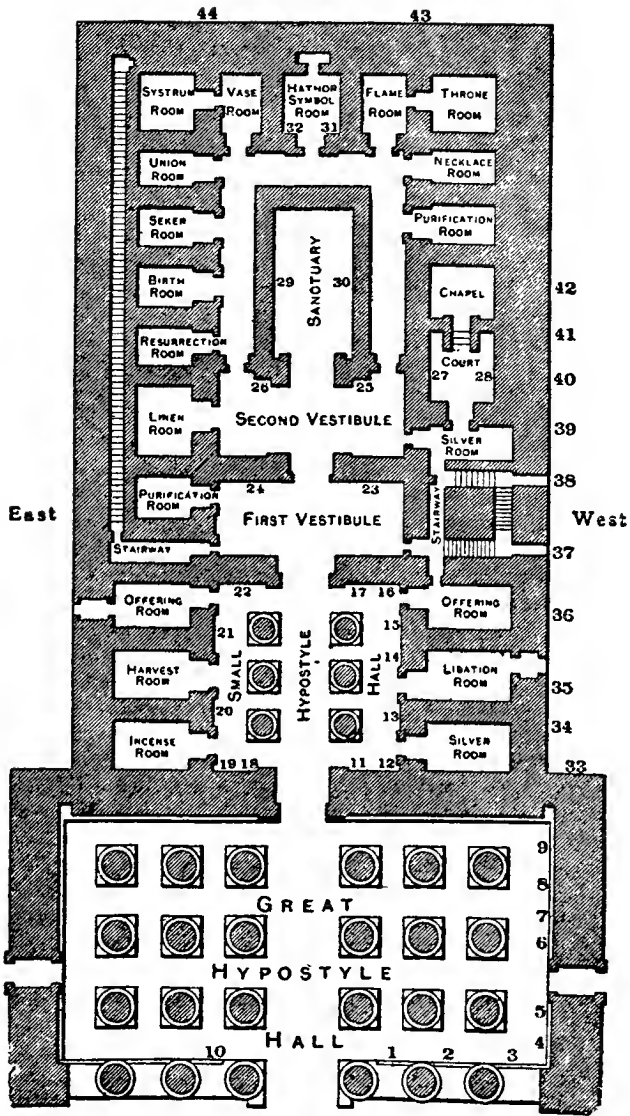 44 43
SYSTRUM ROOM
VASE ROOM
HATHOR SYMBOL ROOM
FLAME ROOM
THRONE ROOM
32 31
UNION ROOM
NECKLACE ROOM
SEKER ROOM
PURIFICATION ROOM
SANCTUARY
29 30
BIRTH ROOM
CHAPEL
42
41
RESURRECTION ROOM
COURT
27 28
40
26 25
LINEN ROOM
SECOND VESTIBULE
39
SILVER ROOM
24 23
38
PURIFICATION ROOM
East
FIRST VESTIBULE
STAIRWAY
West
STAIRWAY
37
22 17 16
OFFERING ROOM
OFFERING ROOM
36
21 15
SMALL HYPOSTYLE HALL
14
HARVEST ROOM
LIBATION ROOM
35
20 13
34
INCENSE ROOM
SILVER ROOM
19 18 11 12
33
9
8
GREAT
7
6
HYPOSTYLE
5
HALL
4
10 1 2 3